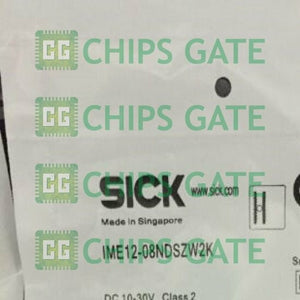 CHIPS GATE
CHIPS GATE
CHIPS GATE
SICK www.sick.com
Made in Singapore
IME12-08NDSZW2K
CHIPS GATE
DC 10-30V Class 2